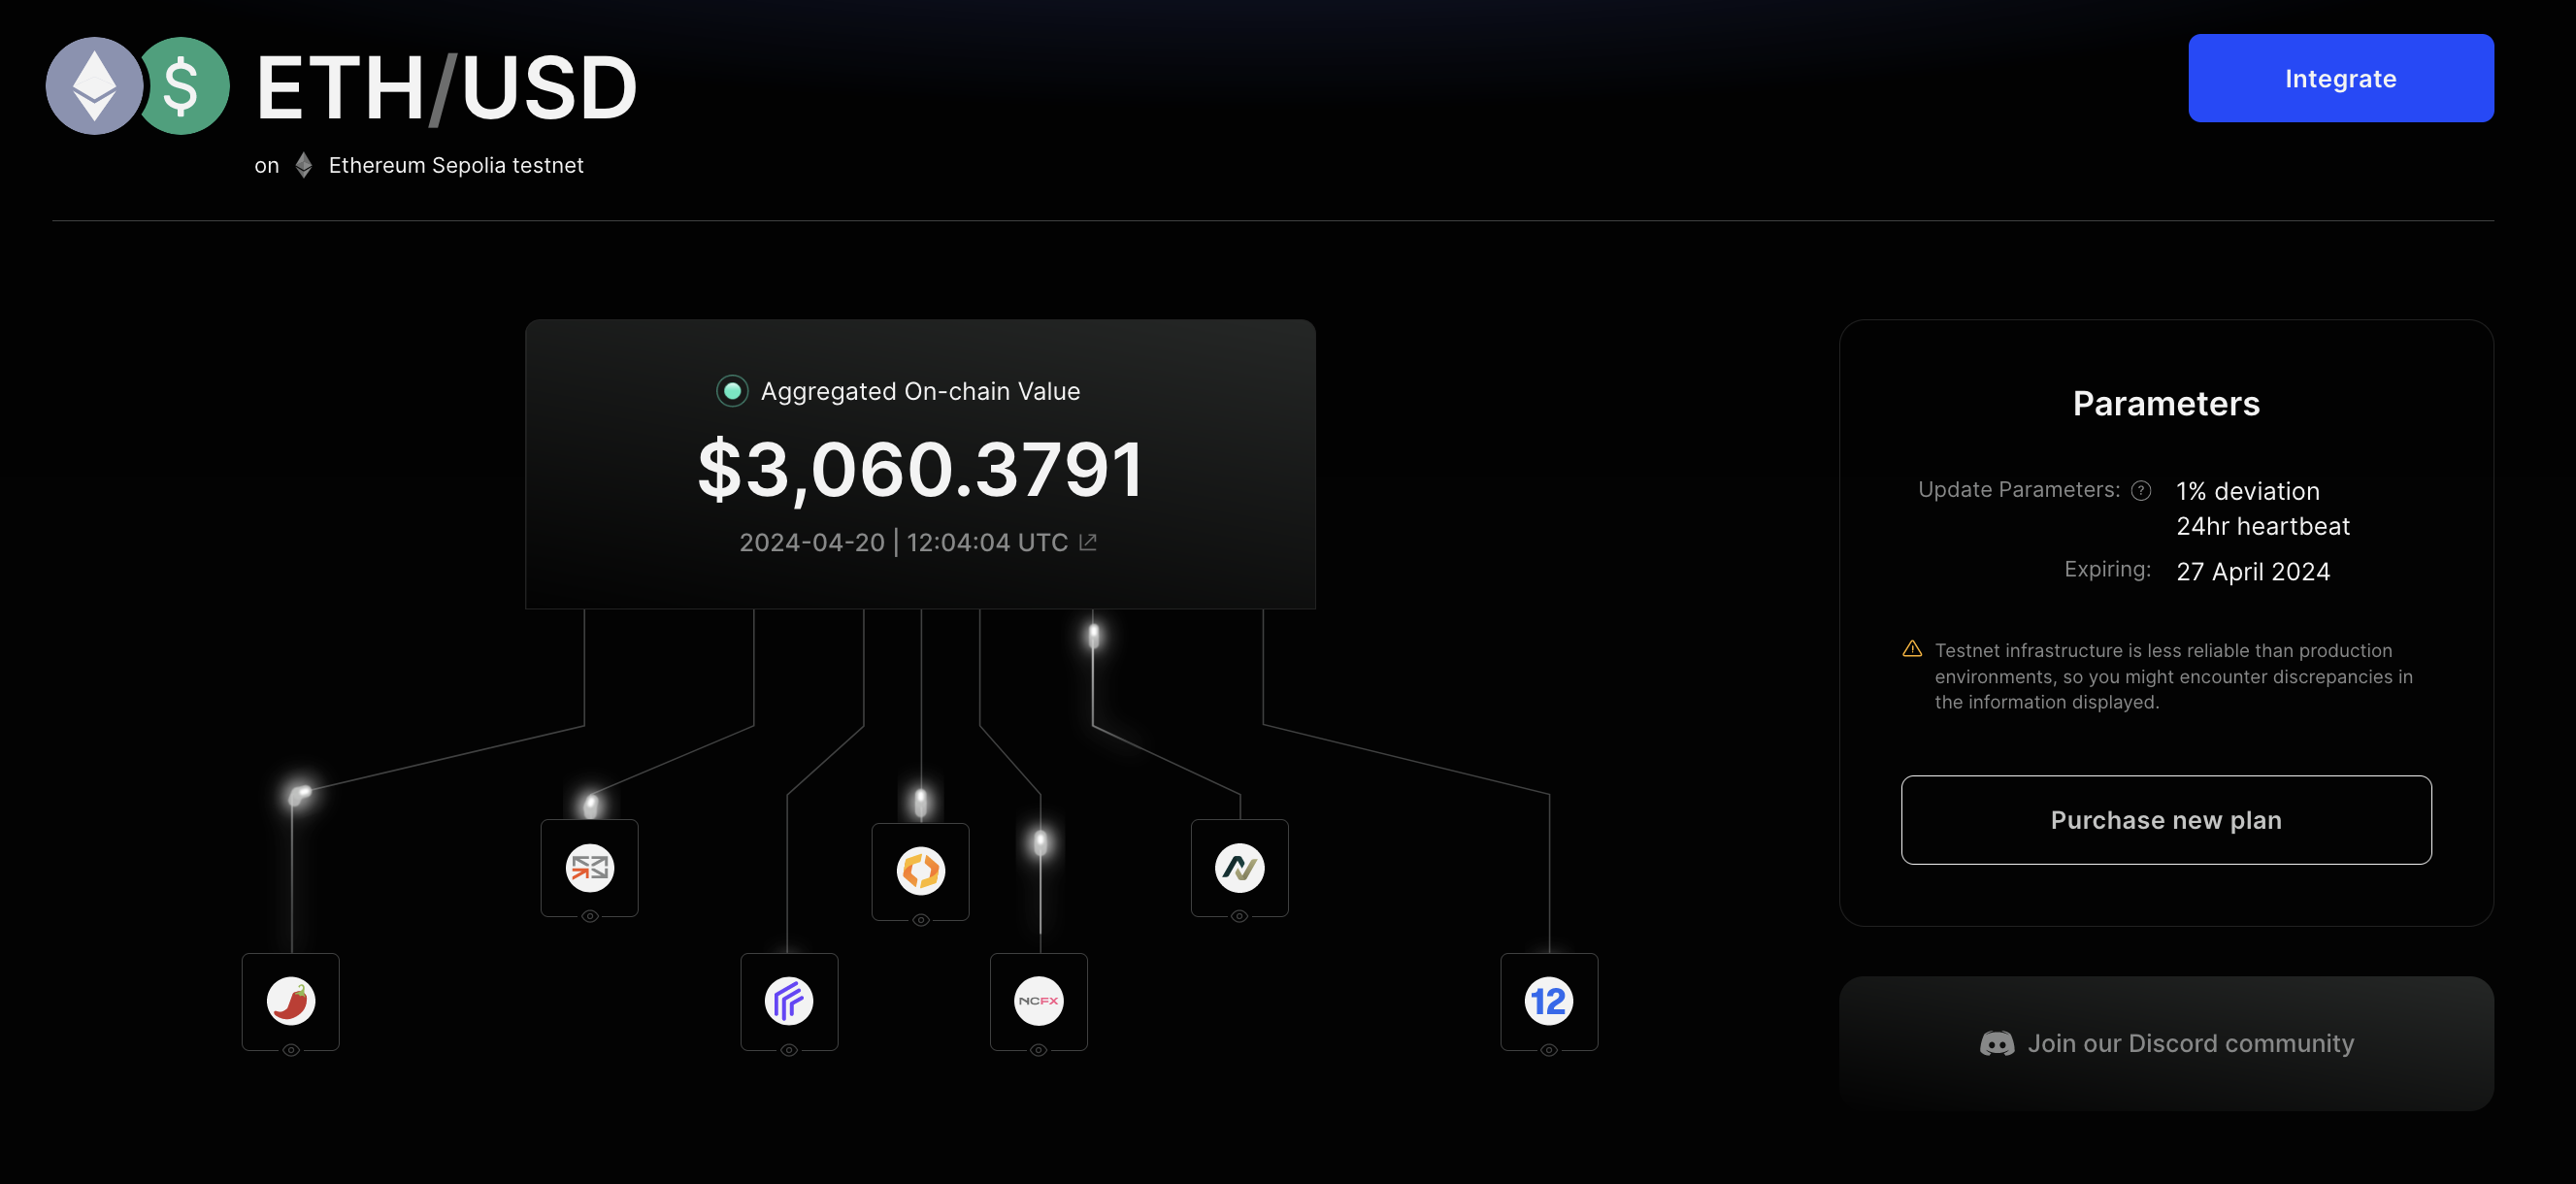 ETH/USD
on Ethereum Sepolia testnet
Integrate
Aggregated On-chain Value
$3,060.3791
2024-04-20 | 12:04:04 UTC
Parameters
Update Parameters: ? 1% deviation
24hr heartbeat
Expiring: 27 April 2024
Testnet infrastructure is less reliable than production
environments, so you might encounter discrepancies in
the information displayed.
Purchase new plan
NCFX
12
Join our Discord community